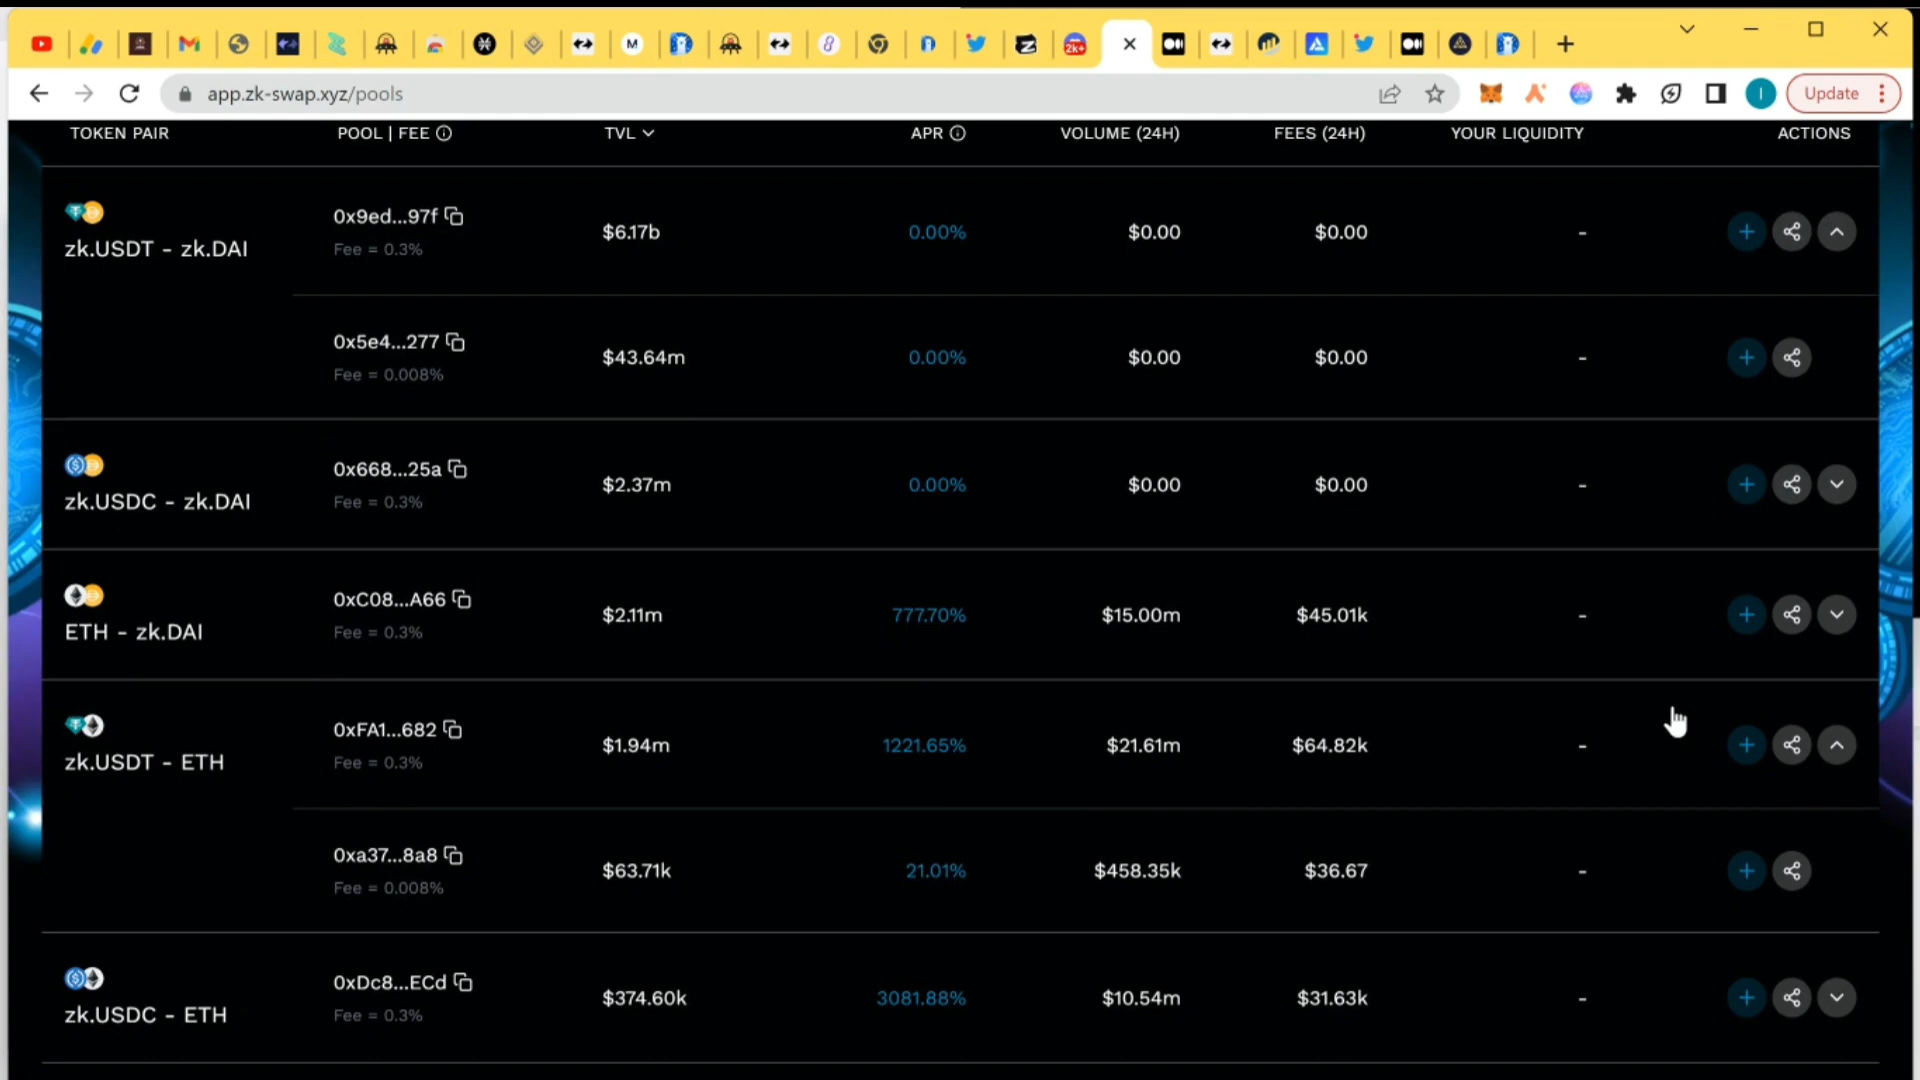 M
2k+
app.zk-swap.xyz/pools
I
Update
TOKEN PAIR POOL | FEE TVL APR VOLUME (24H) FEES (24H) YOUR LIQUIDITY ACTIONS
zk.USDT - zk.DAI
0x9ed...97f
Fee = 0.3%
$6.17b 0.00% $0.00 $0.00 -
0x5e4...277
Fee = 0.008%
$43.64m 0.00% $0.00 $0.00 -
zk.USDC - zk.DAI
0x668...25a
Fee = 0.3%
$2.37m 0.00% $0.00 $0.00 -
ETH - zk.DAI
0xC08...A66
Fee = 0.3%
$2.11m 777.70% $15.00m $45.01k -
zk.USDT - ETH
0xFA1...682
Fee = 0.3%
$1.94m 1221.65% $21.61m $64.82k -
0xa37...8a8
Fee = 0.008%
$63.71k 21.01% $458.35k $36.67 -
zk.USDC - ETH
0xDc8...ECd
Fee = 0.3%
$374.60k 3081.88% $10.54m $31.63k -